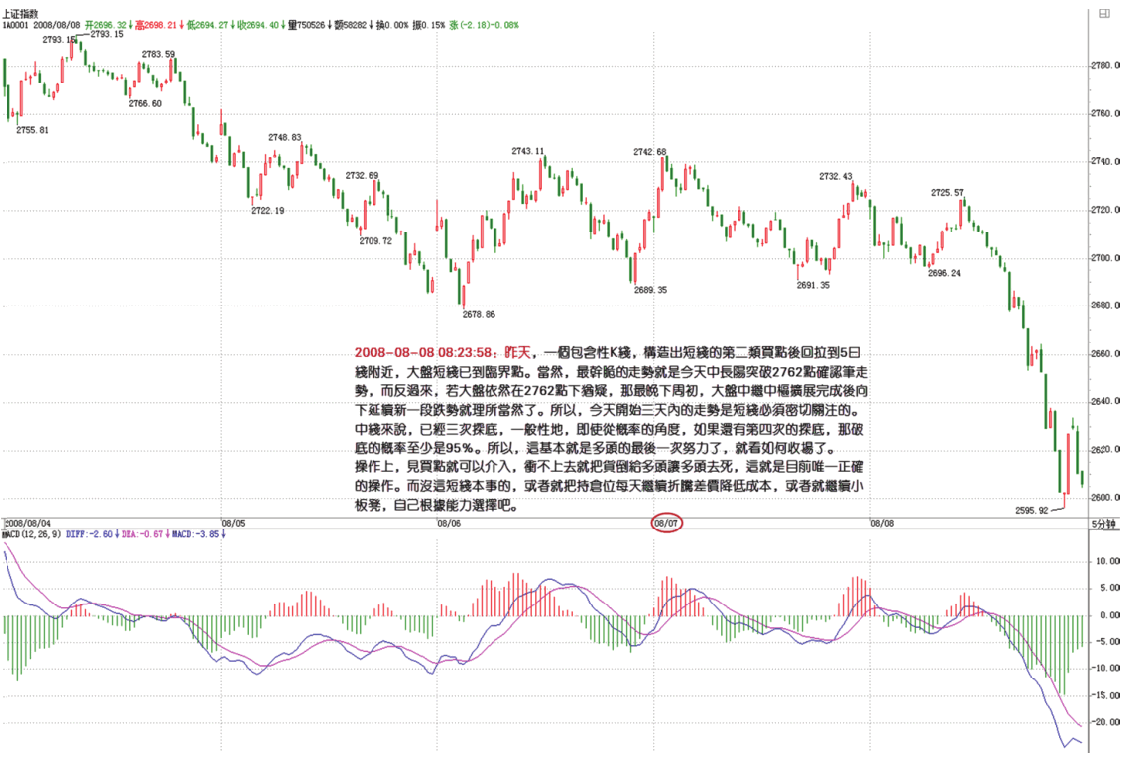 上证指数
1A0001 2008/08/08 开2696.32↓高2698.21↓低2694.27↓收2694.40↓量750526↓额58282↓换0.00% 振0.15% 涨(-2.18)-0.08%
2793.15 2793.15
2783.59
2766.60
2755.81
2748.83
2722.19
2732.69
2709.72
2743.11
2678.86
2742.68
2689.35
2732.43
2691.35
2725.57
2696.24
2595.92
2780.0
2760.0
2740.0
2720.0
2700.0
2680.0
2660.0
2640.0
2620.0
2600.0
2008-08-08 08:23:58：昨天，一個包含性K綫，構造出短綫的第二類買點後回拉到5日
綫附近，大盤短綫已到臨界點。當然，最幹脆的走勢就是今天中長陽突破2762點確認筆走
勢，而反過來，若大盤依然在2762點下猶疑，那最晚下周初，大盤中繼中樞擴展完成後向
下延續新一段跌勢就理所當然了。所以，今天開始三天內的走勢是短綫必須密切關注的。
中綫來說，已經三次探底，一般性地，即使從概率的角度，如果還有第四次的探底，那破
底的概率至少是95%。所以，這基本就是多頭的最後一次努力了，就看如何收場了。
操作上，見買點就可以介入，衝不上去就把貨倒給多頭讓多頭去死，這就是目前唯一正確
的操作。而沒這短綫本事的，或者就把持倉位每天繼續折騰差價降低成本，或者就繼續小
板凳，自己根據能力選擇吧。
2008/08/04 08/05 08/06 08/07 08/08 5分钟
MACD(12,26,9) DIFF:-2.60↓DEA:-0.67↓MACD:-3.85↓
10.00
5.00
0.00
-5.00
-10.00
-15.00
-20.00